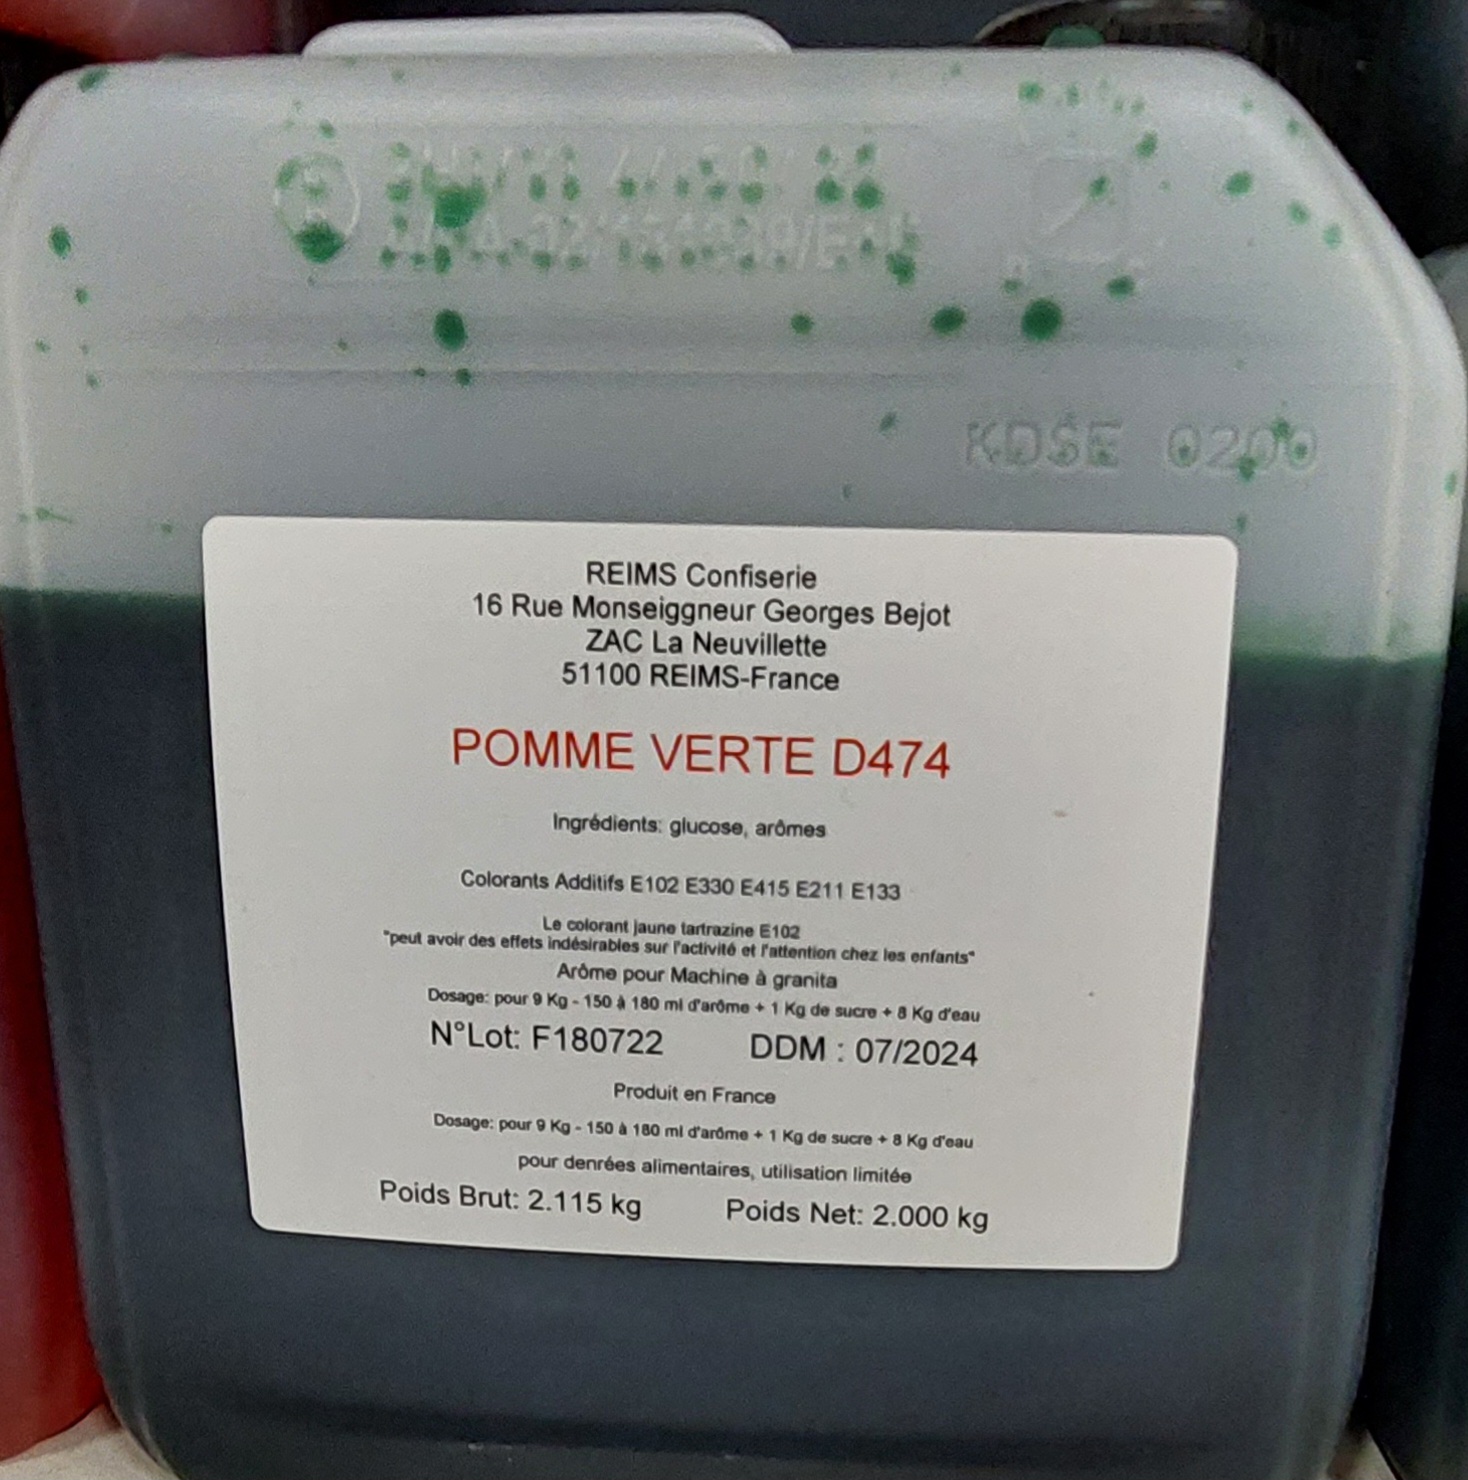 KDSE 0200
REIMS Confiserie
16 Rue Monseiggneur Georges Bejot
ZAC La Neuvillette
51100 REIMS-France
POMME VERTE D474
Ingrédients: glucose, arômes
Colorants Additifs E102 E330 E415 E211 E133
Le colorant jaune tartrazine E102
"peut avoir des effets indésirables sur l'activité et l'attention chez les enfants"
Arôme pour Machine à granita
Dosage: pour 9 Kg - 150 à 180 ml d'arôme + 1 Kg de sucre + 8 Kg d'eau
N°Lot: F180722 DDM : 07/2024
Produit en France
Dosage: pour 9 Kg - 150 à 180 ml d'arôme + 1 Kg de sucre + 8 Kg d'eau
pour denrées alimentaires, utilisation limitée
Poids Brut: 2.115 kg Poids Net: 2.000 kg